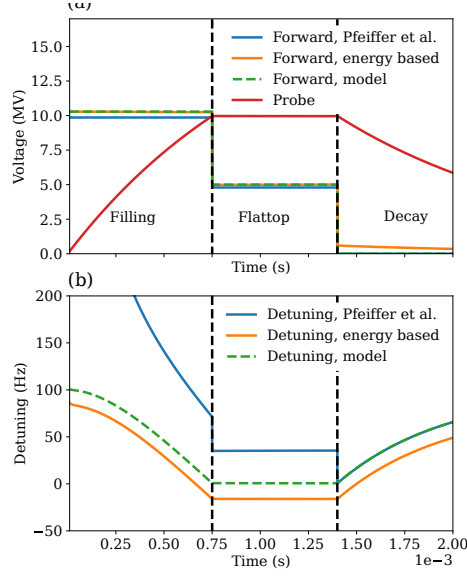 (a)
17.5
15.0
12.5
10.0
7.5
5.0
2.5
0.0
Voltage (MV)
Forward, Pfeiffer et al.
Forward, energy based
Forward, model
Probe
Filling
Flattop
Decay
Time (s)
(b)
200
150
100
50
0
−50
Detuning (Hz)
Detuning, Pfeiffer et al.
Detuning, energy based
Detuning, model
0.25 0.50 0.75 1.00 1.25 1.50 1.75 2.00
Time (s)
1e−3